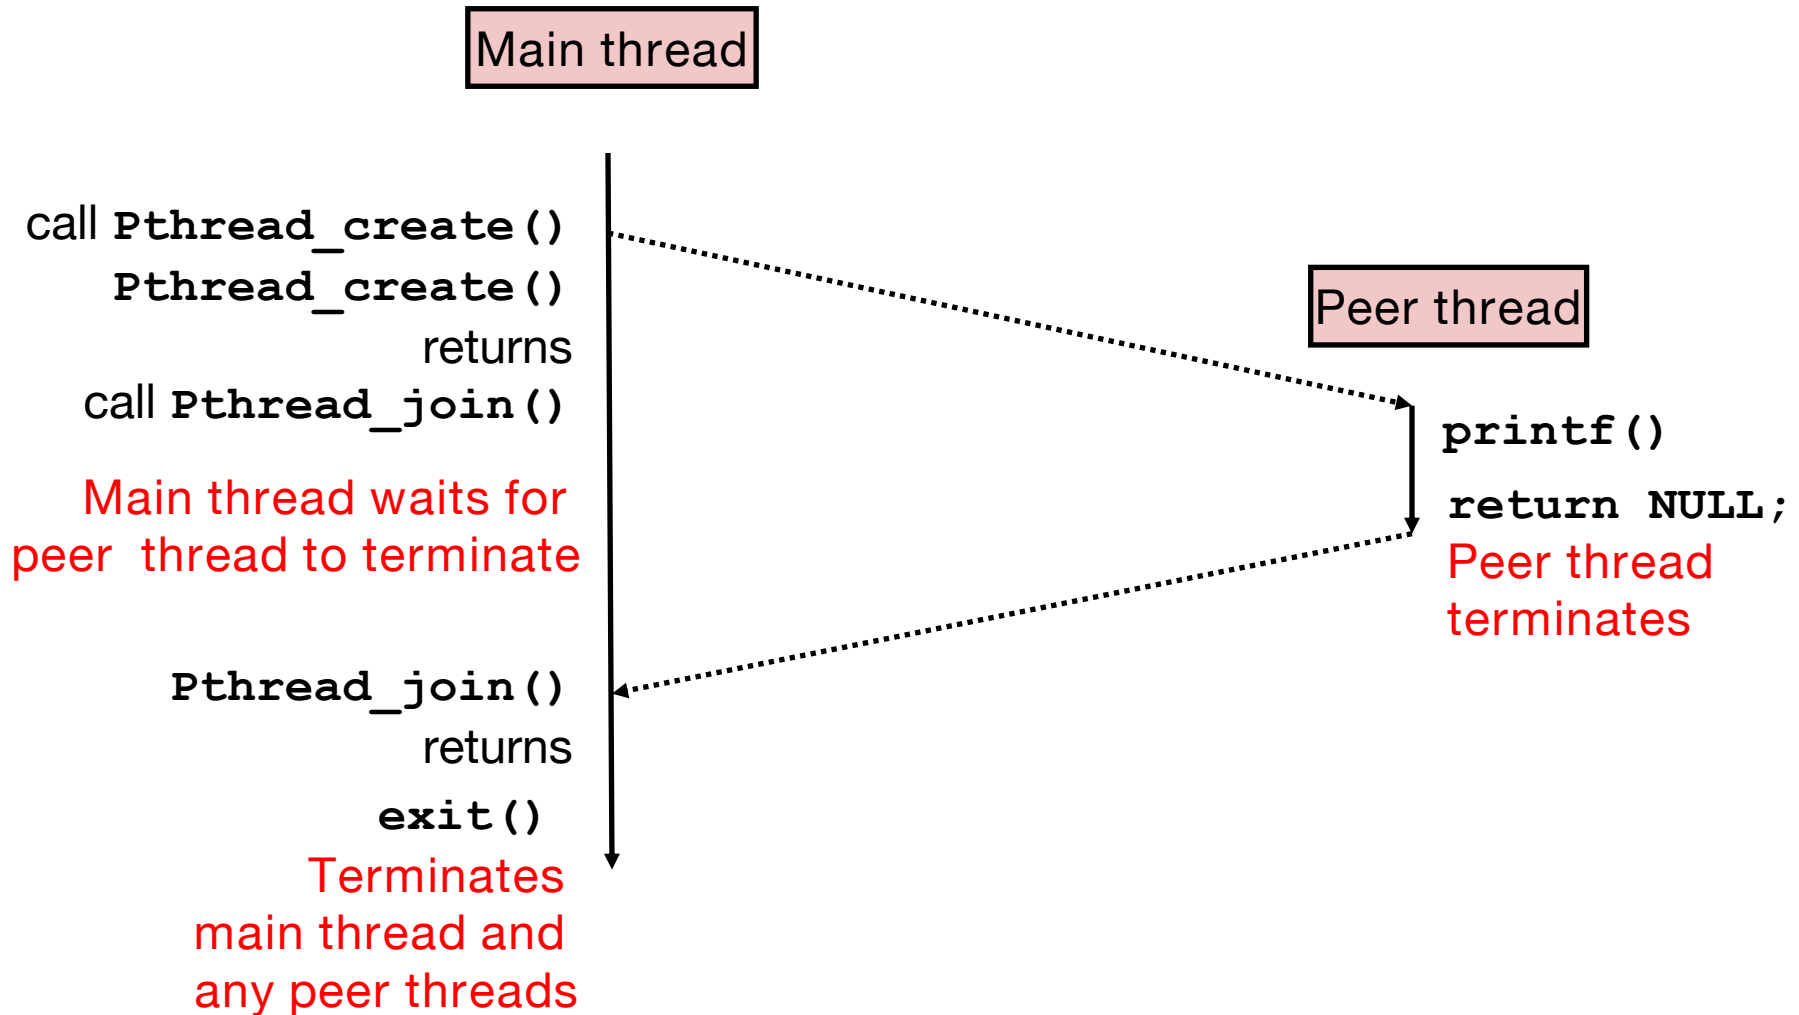 Main thread
call Pthread_create()
Pthread_create()
returns
call Pthread_join()
Main thread waits for
peer thread to terminate
Pthread_join()
returns
exit()
Terminates
main thread and
any peer threads
Peer thread
printf()
return NULL;
Peer thread
terminates